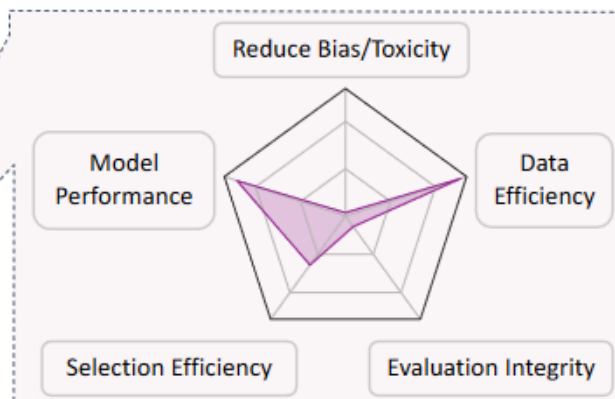 Reduce Bias/Toxicity
Model
Performance
Data
Efficiency
Selection Efficiency
Evaluation Integrity